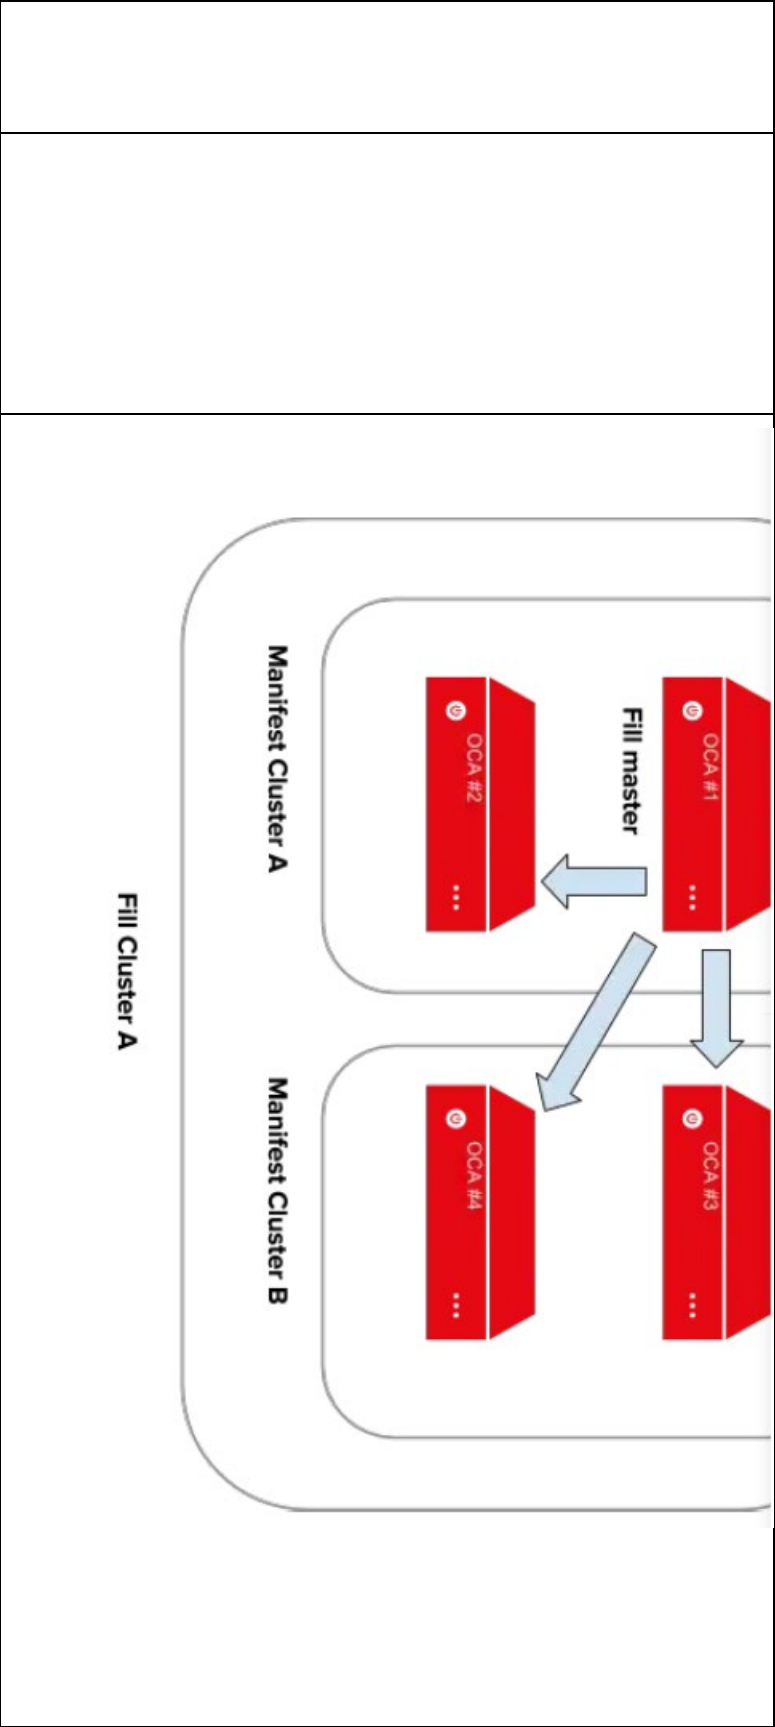 OCA #1
OCA #3
Fill master
OCA #2
OCA #4
Manifest Cluster A
Manifest Cluster B
Fill Cluster A